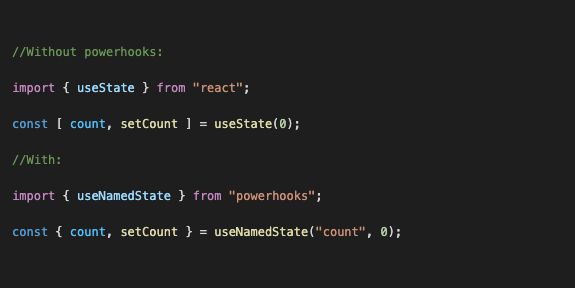 //Without powerhooks:
import { useState } from "react";
const [ count, setCount ] = useState(0);
//With:
import { useNamedState } from "powerhooks";
const { count, setCount } = useNamedState("count", 0);